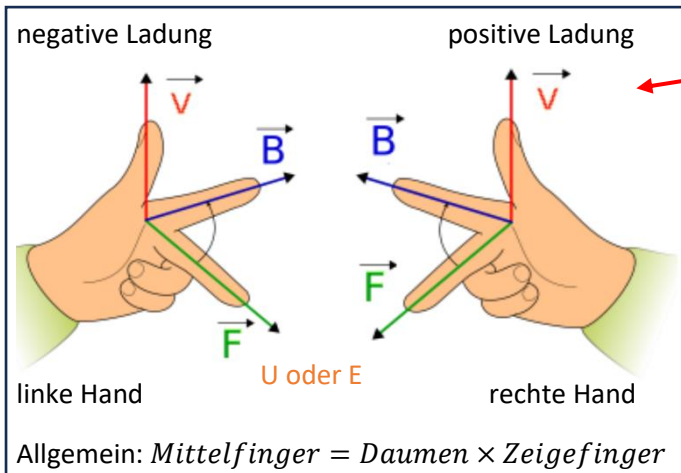 negative Ladung
positive Ladung
v
v
B
B
F
F
U oder E
linke Hand
rechte Hand
Allgemein: Mittelfinger = Daumen × Zeigefinger